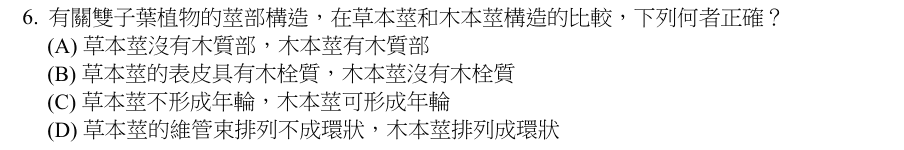 6. 有關雙子葉植物的莖部構造，在草本莖和木本莖構造的比較，下列何者正確？
(A) 草本莖沒有木質部，木本莖有木質部
(B) 草本莖的表皮具有木栓質，木本莖沒有木栓質
(C) 草本莖不形成年輪，木本莖可形成年輪
(D) 草本莖的維管束排列不成環狀，木本莖排列成環狀